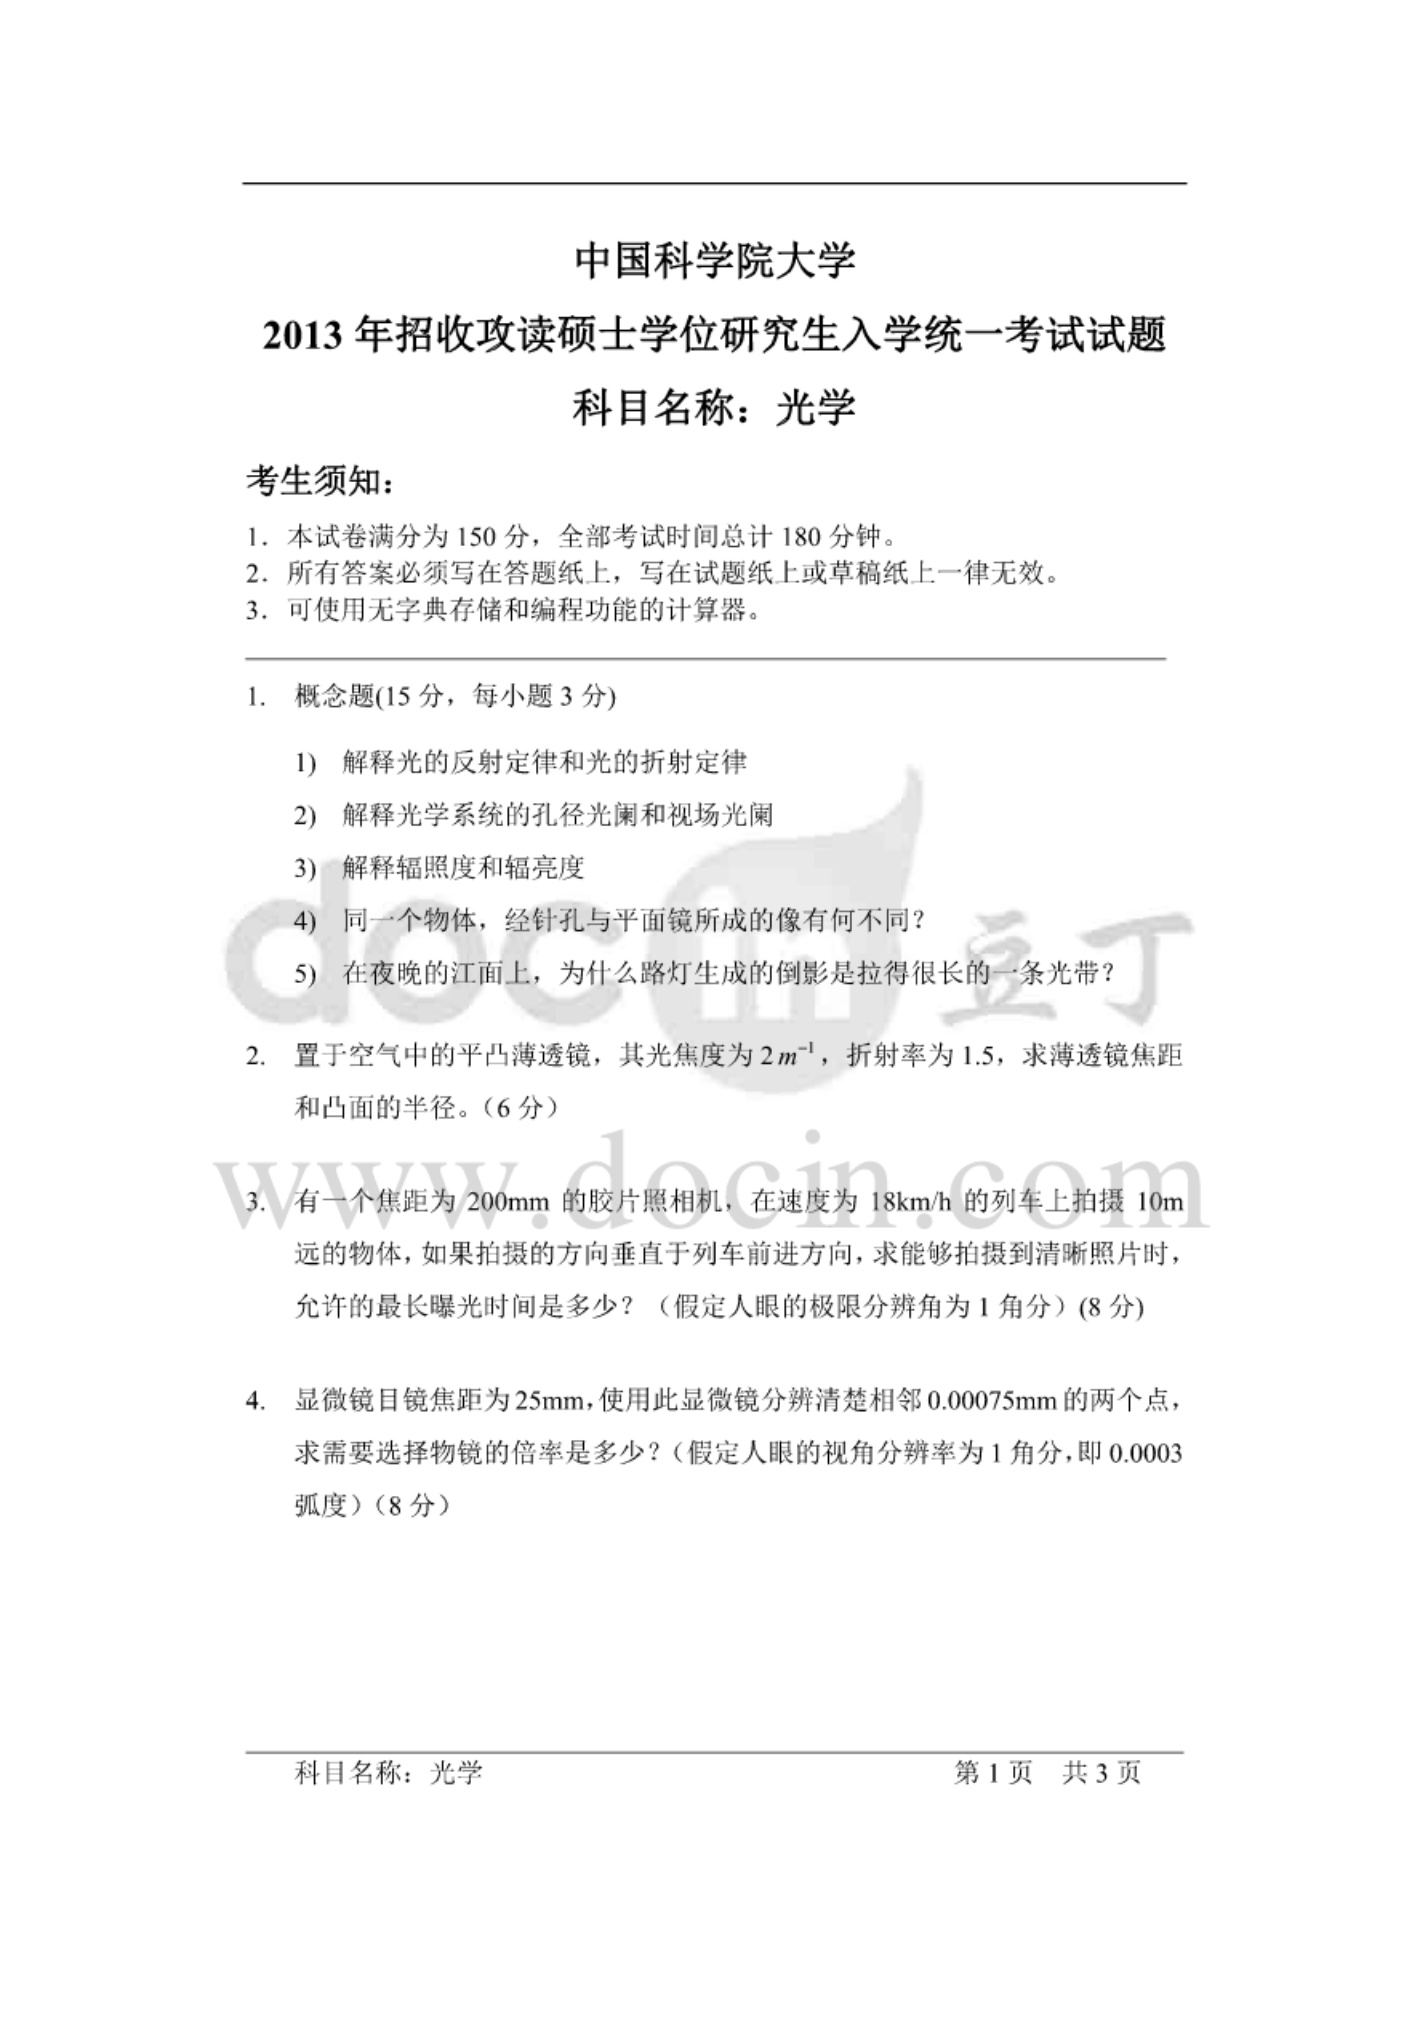 中国科学院大学
2013 年招收攻读硕士学位研究生入学统一考试试题
科目名称：光学
考生须知：
1．本试卷满分为 150 分，全部考试时间总计 180 分钟。
2．所有答案必须写在答题纸上，写在试题纸上或草稿纸上一律无效。
3．可使用无字典存储和编程功能的计算器。
1. 概念题(15 分，每小题 3 分)
1) 解释光的反射定律和光的折射定律
2) 解释光学系统的孔径光阑和视场光阑
3) 解释辐照度和辐亮度
4) 同一个物体，经针孔与平面镜所成的像有何不同？
5) 在夜晚的江面上，为什么路灯生成的倒影是拉得很长的一条光带？
docin 豆丁
2. 置于空气中的平凸薄透镜，其光焦度为 2 m⁻¹，折射率为 1.5，求薄透镜焦距
和凸面的半径。（6 分）
www.docin.com
3. 有一个焦距为 200mm 的胶片照相机，在速度为 18km/h 的列车上拍摄 10m
远的物体，如果拍摄的方向垂直于列车前进方向，求能够拍摄到清晰照片时，
允许的最长曝光时间是多少？（假定人眼的极限分辨角为 1 角分）(8 分)
4. 显微镜目镜焦距为 25mm，使用此显微镜分辨清楚相邻 0.00075mm 的两个点，
求需要选择物镜的倍率是多少？（假定人眼的视角分辨率为 1 角分，即 0.0003
弧度）（8 分）
科目名称：光学 第 1 页 共 3 页